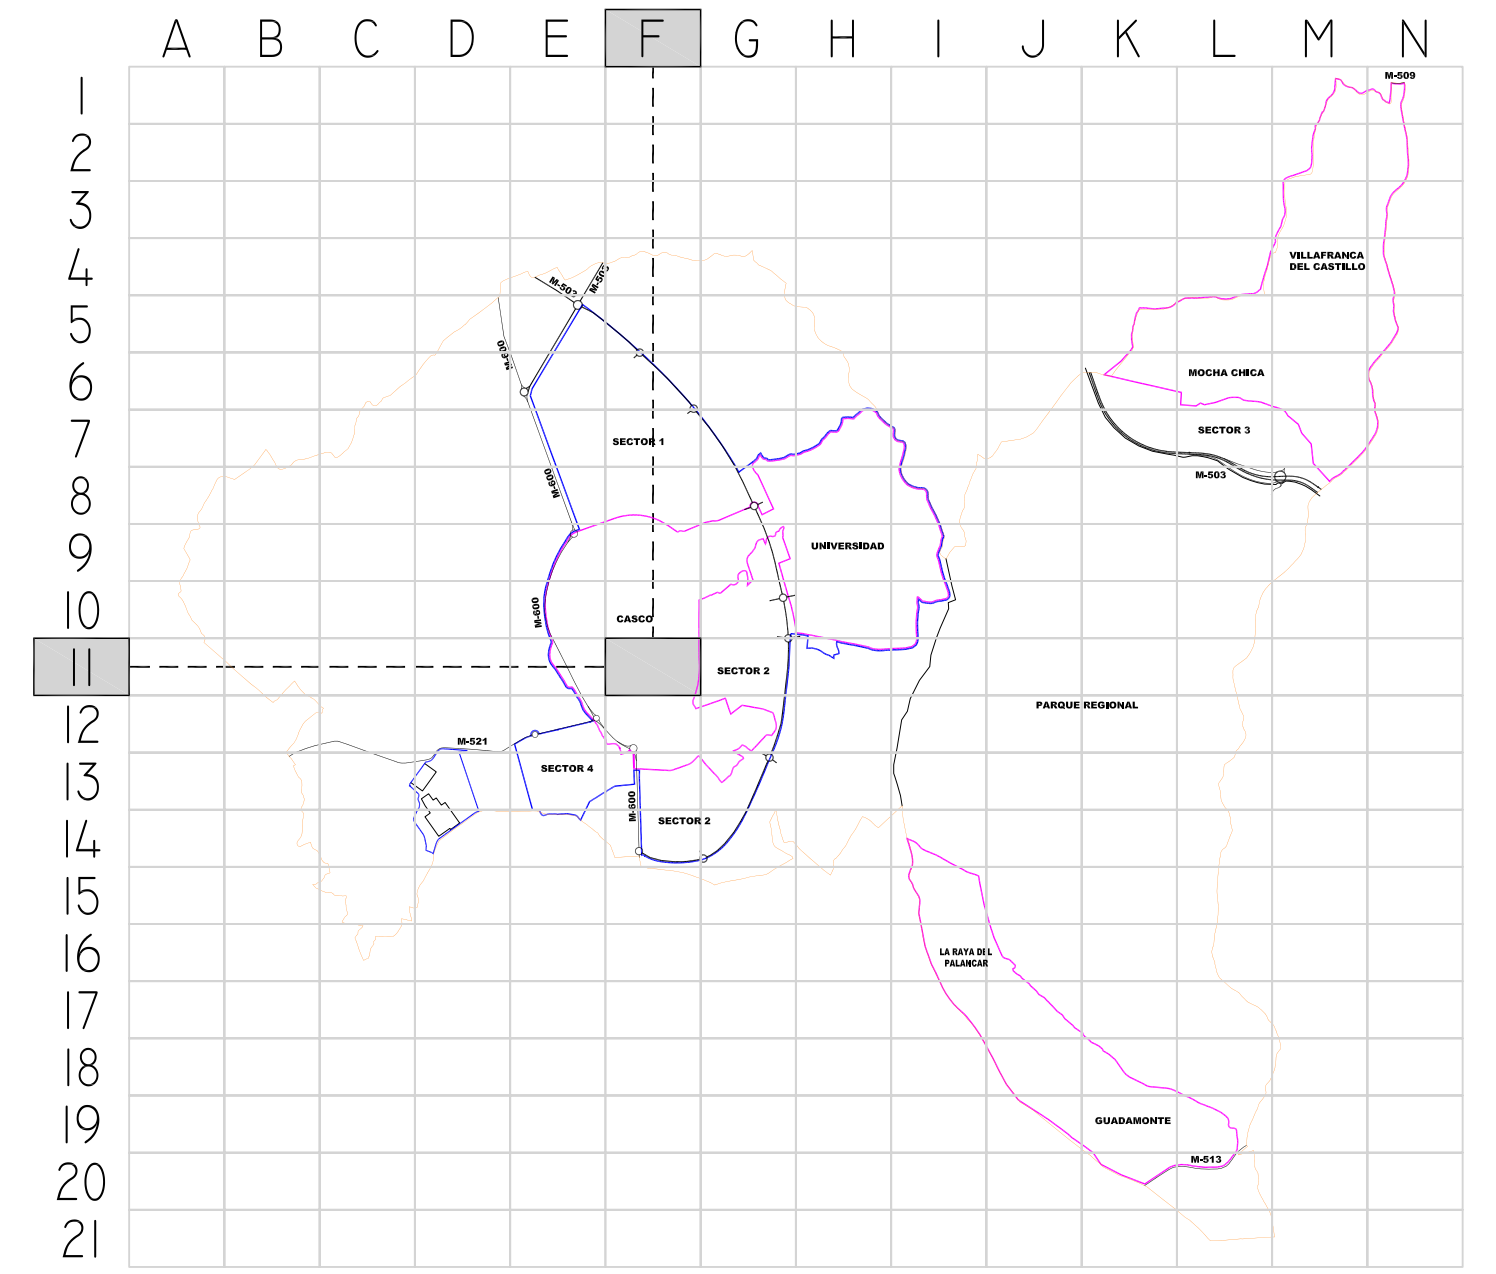 A B C D E F G H I J K L M N
1
M-509
2
3
4
VILLAFRANCA
DEL CASTILLO
M-503
M-503
5
M-600
6
MOCHA CHICA
7
SECTOR 1
SECTOR 3
8
M-600
M-503
9
UNIVERSIDAD
10
M-600
CASCO
11
SECTOR 2
12
PARQUE REGIONAL
M-521
13
SECTOR 4
M-600
14
SECTOR 2
15
16
LA RAYA DEL
PALANCAR
17
18
19
GUADAMONTE
20
M-513
21